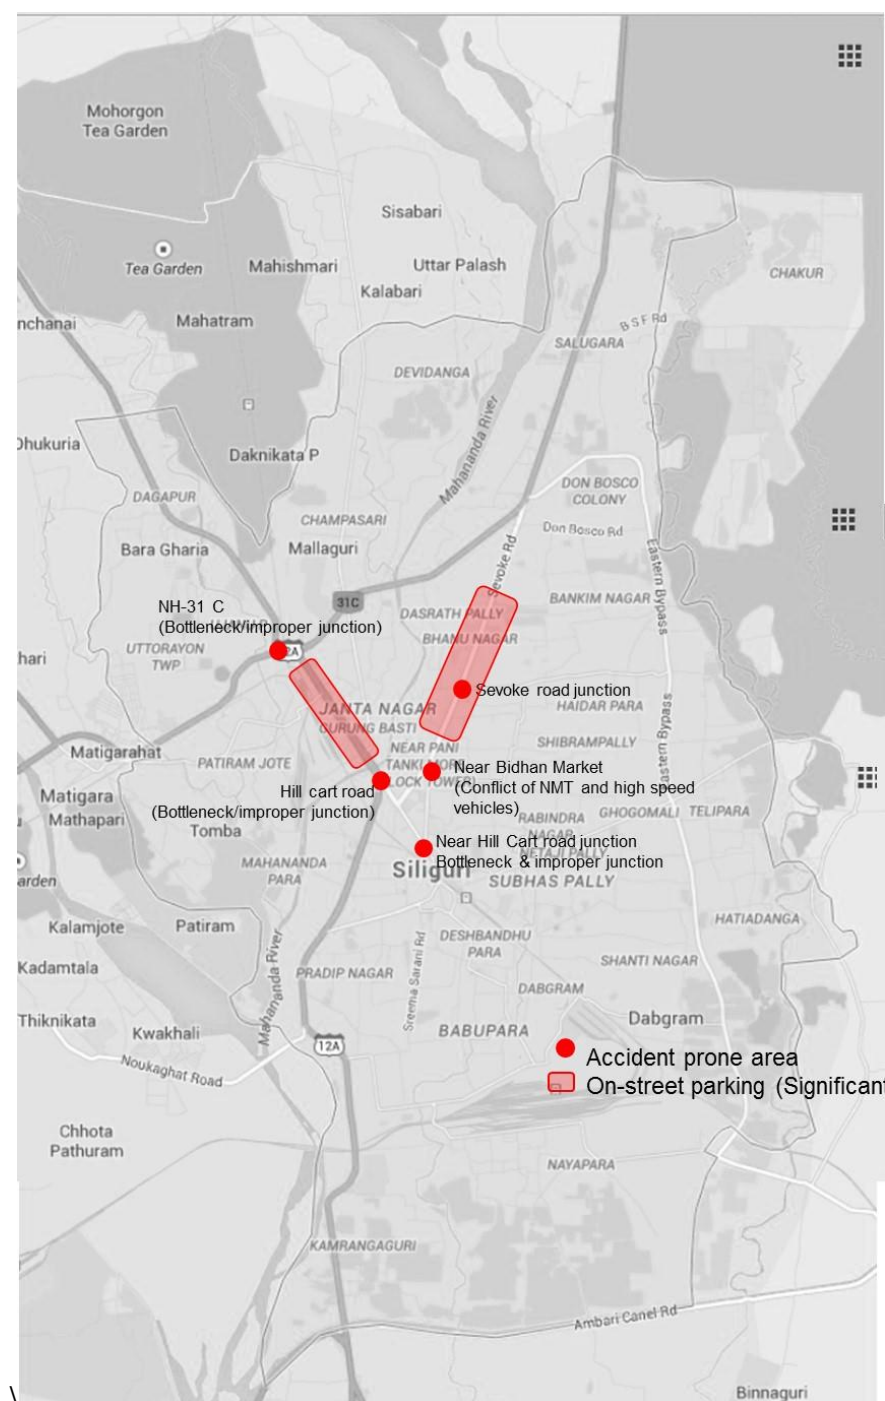 Mohorgon
Tea Garden
Sisabari
Tea Garden
Mahishmari
Uttar Palash
Kalabari
CHAKUR
nchanai
Mahatram
BSF Rd
SALUGARA
DEVIDANGA
Mahananda River
Dhukuria
Daknikata P
DAGAPUR
DON BOSCO
COLONY
CHAMPASARI
Don Bosco Rd
Bara Gharia
Mallaguri
Sevoke Rd
Eastern Bypass
31C
BANKIM NAGAR
NH-31 C
(Bottleneck/improper junction)
DASRATH PALLY
BHANU NAGAR
UTTORAYON
TWP
hari
Sevoke road junction
JANTA NAGAR
GURUNG BASTI
HAIDAR PARA
Eastern Bypass
SHIBRAMPALLY
Matigarahat
PATIRAM JOTE
NEAR PANI
TANKI MORE
Near Bidhan Market
(Conflict of NMT and high speed
vehicles)
Hill cart road
(Bottleneck/improper junction)
Matigara
Mathapari
Tomba
RABINDRA
NAGAR
GHOGOMALI
TELIPARA
Near Hill Cart road junction
Bottleneck & improper junction
NETAJI PALLY
MAHANANDA
PARA
Siliguri
SUBHAS PALLY
arden
Kalamjote
Patiram
HATIADANGA
DESHBANDHU
PARA
Kadamtala
PRADIP NAGAR
Sreema Sarani Rd
SHANTI NAGAR
Mahananda River
DABGRAM
Thiknikata
Kwakhali
BABUPARA
Dabgram
12A
Accident prone area
On-street parking (Significant
Noukaghat Road
Chhota
Pathuram
NAYAPARA
KAMRANGAGURI
Ambari Canel Rd
Binnaguri
\